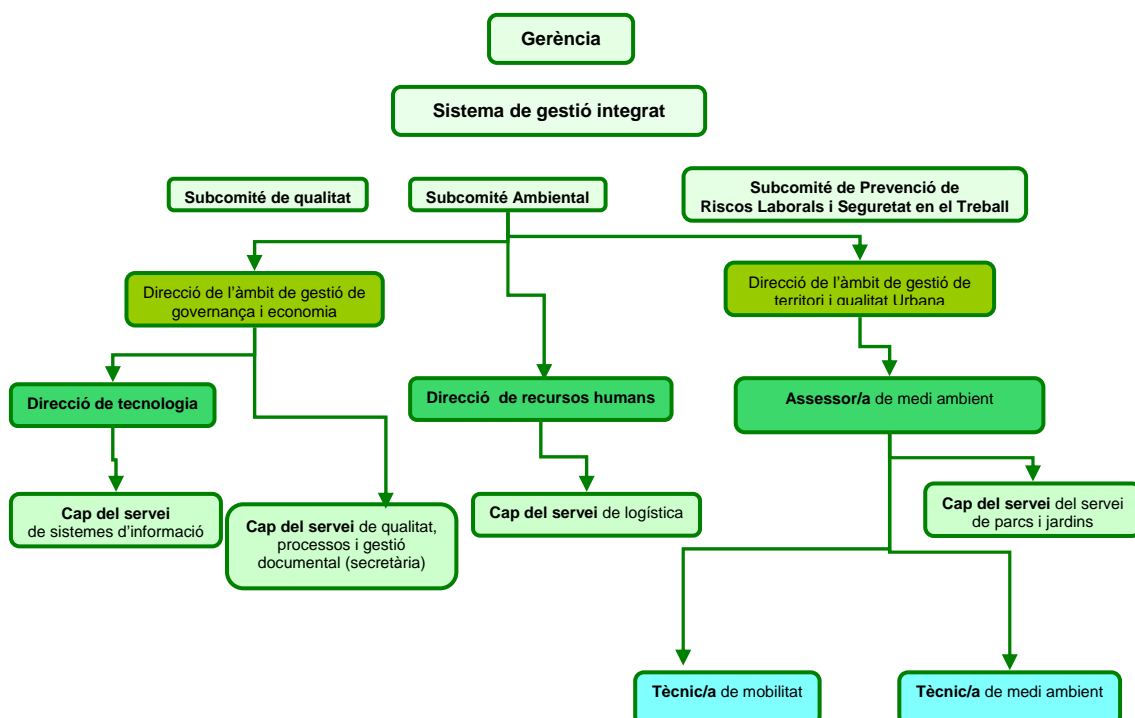 Gerència
Sistema de gestió integrat
Subcomité de qualitat
Subcomité Ambiental
Subcomité de Prevenció de
Riscos Laborals i Seguretat en el Treball
Direcció de l'àmbit de gestió de
governança i economia
Direcció de l'àmbit de gestió de
territori i qualitat Urbana
Direcció de tecnologia
Direcció de recursos humans
Assessor/a de medi ambient
Cap del servei
de sistemes d'informació
Cap del servei de qualitat,
processos i gestió
documental (secretària)
Cap del servei de logística
Cap del servei del servei
de parcs i jardins
Tècnic/a de mobilitat
Tècnic/a de medi ambient